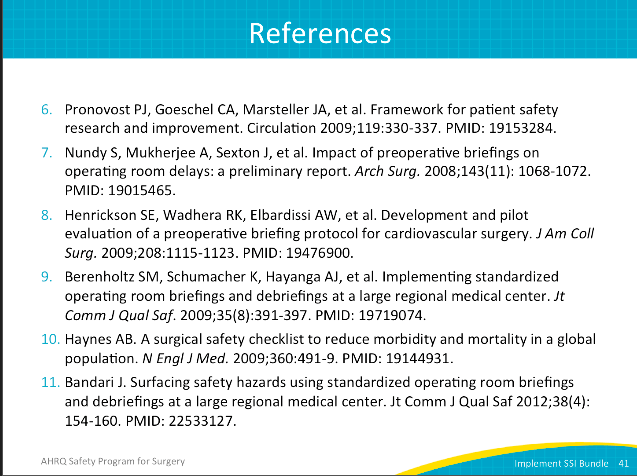 References
6. Pronovost PJ, Goeschel CA, Marsteller JA, et al. Framework for patient safety
research and improvement. Circulation 2009;119:330-337. PMID: 19153284.
7. Nundy S, Mukherjee A, Sexton J, et al. Impact of preoperative briefings on
operating room delays: a preliminary report. Arch Surg. 2008;143(11): 1068-1072.
PMID: 19015465.
8. Henrickson SE, Wadhera RK, Elbardissi AW, et al. Development and pilot
evaluation of a preoperative briefing protocol for cardiovascular surgery. J Am Coll
Surg. 2009;208:1115-1123. PMID: 19476900.
9. Berenholtz SM, Schumacher K, Hayanga AJ, et al. Implementing standardized
operating room briefings and debriefings at a large regional medical center. Jt
Comm J Qual Saf. 2009;35(8):391-397. PMID: 19719074.
10. Haynes AB. A surgical safety checklist to reduce morbidity and mortality in a global
population. N Engl J Med. 2009;360:491-9. PMID: 19144931.
11. Bandari J. Surfacing safety hazards using standardized operating room briefings
and debriefings at a large regional medical center. Jt Comm J Qual Saf 2012;38(4):
154-160. PMID: 22533127.
AHRQ Safety Program for Surgery
Implement SSI Bundle 41